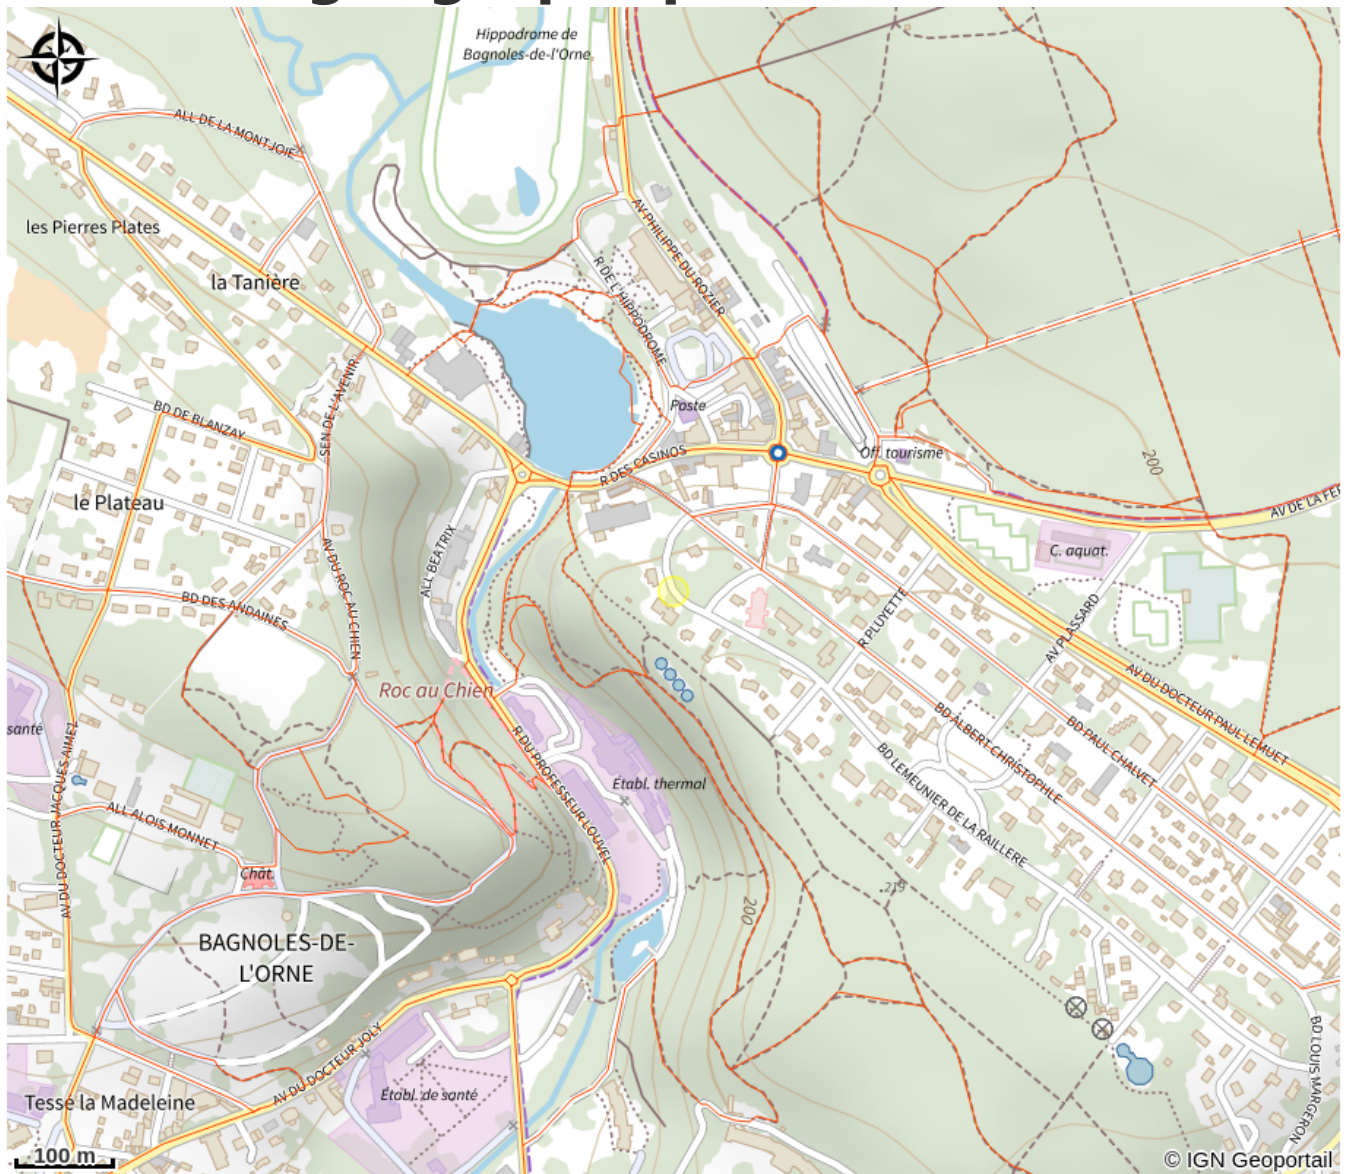 Hippodrome de
Bagnoles-de-l'Orne
ALL DE LA MONTJOIE
les Pierres Plates
la Tanière
AV PHILIPPE DU ROZIER
R DE L'HIPPODROME
SEN DE L'AVENIR
BD DE BLANZAY
Poste
R DES CASINOS
Off. tourisme
200
le Plateau
AV DE LA FER
ALL BEATRIX
C. aquat.
AV DU ROC AU CHIEN
BD DES ANDAINES
R PLUYETTE
AV PLASSARD
Roc au Chien
AV DU DOCTEUR PAUL LEMUET
santé
R DU PROFESSEUR LOUVEL
BD ALBERT CHRISTOPHLE
BD PAUL CHALVET
Établ. thermal
BD LEMEUNIER DE LA RAILLERE
AV DU DOCTEUR JACQUES AIMEZ
ALL ALOIS MONNET
Chât.
219
200
BAGNOLES-DE-
L'ORNE
AV DU DOCTEUR JOLY
BD LOUIS MARGERON
Tesse la Madeleine
Établ. de santé
100 m
© IGN Geoportail